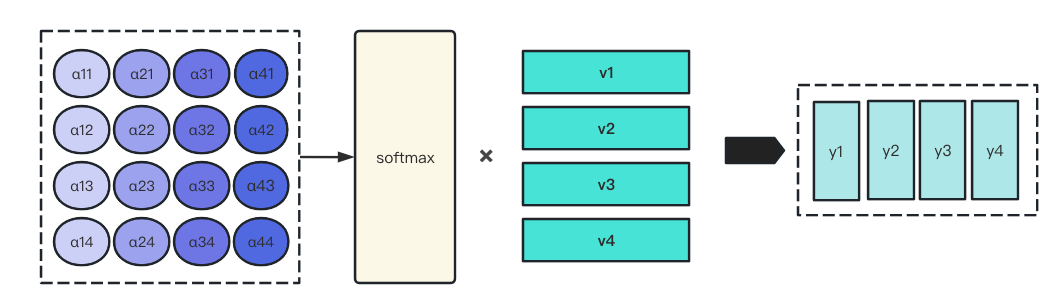 α11 α21 α31 α41
α12 α22 α32 α42
α13 α23 α33 α43
α14 α24 α34 α44
softmax
×
v1
v2
v3
v4
y1 y2 y3 y4